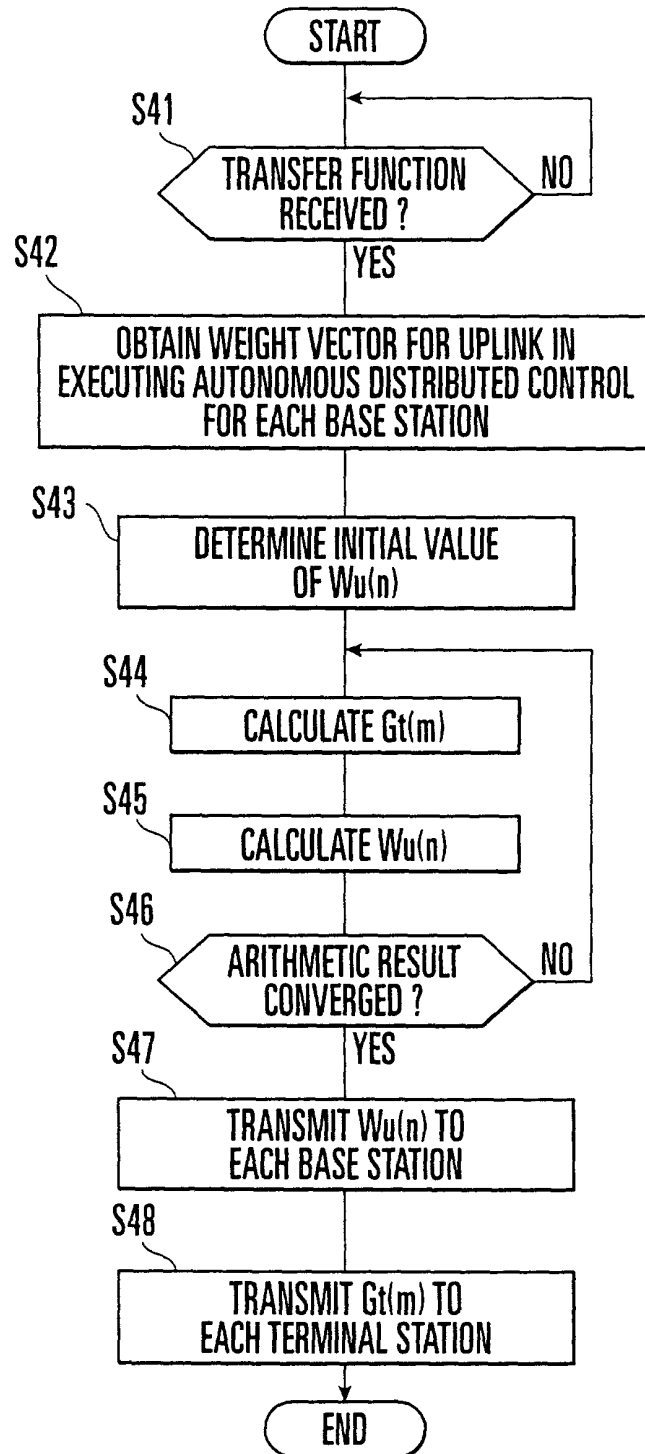 START
S41
TRANSFER FUNCTION
RECEIVED ?
NO
YES
S42
OBTAIN WEIGHT VECTOR FOR UPLINK IN
EXECUTING AUTONOMOUS DISTRIBUTED CONTROL
FOR EACH BASE STATION
S43
DETERMINE INITIAL VALUE
OF Wu(n)
S44
CALCULATE Gt(m)
S45
CALCULATE Wu(n)
S46
ARITHMETIC RESULT
CONVERGED ?
NO
YES
S47
TRANSMIT Wu(n) TO
EACH BASE STATION
S48
TRANSMIT Gt(m) TO
EACH TERMINAL STATION
END